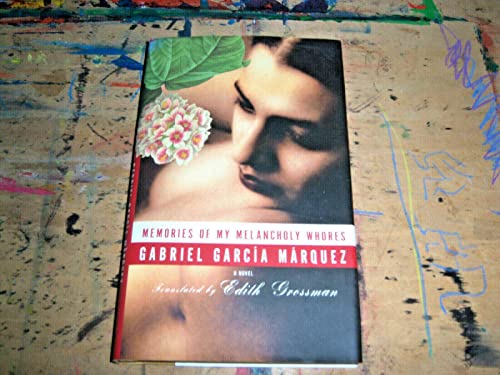 MEMORIES OF MY MELANCHOLY WHORES
GABRIEL GARCÍA MÁRQUEZ
A NOVEL
Translated by Edith Grossman